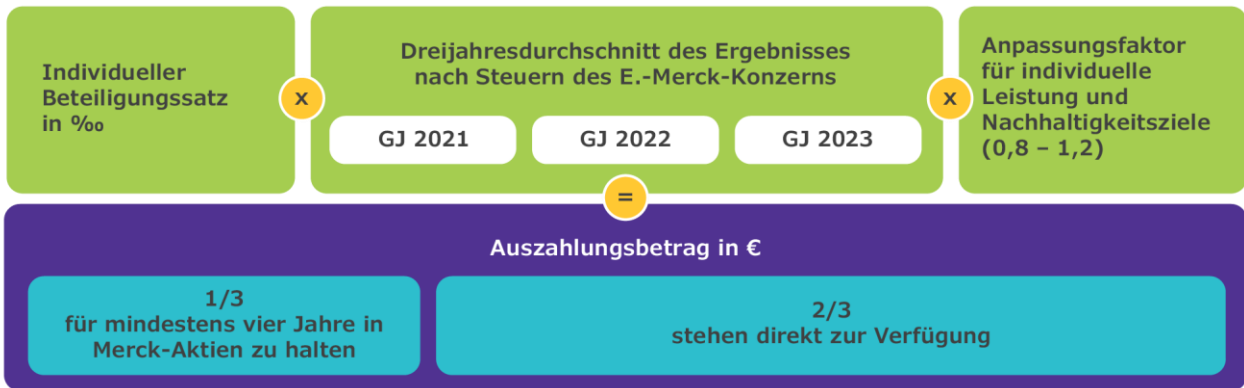 Individueller
Beteiligungssatz
in ‰
x
Dreijahresdurchschnitt des Ergebnisses
nach Steuern des E.-Merck-Konzerns
GJ 2021
GJ 2022
GJ 2023
x
Anpassungsfaktor
für individuelle
Leistung und
Nachhaltigkeitsziele
(0,8 – 1,2)
=
Auszahlungsbetrag in €
1/3
für mindestens vier Jahre in
Merck-Aktien zu halten
2/3
stehen direkt zur Verfügung